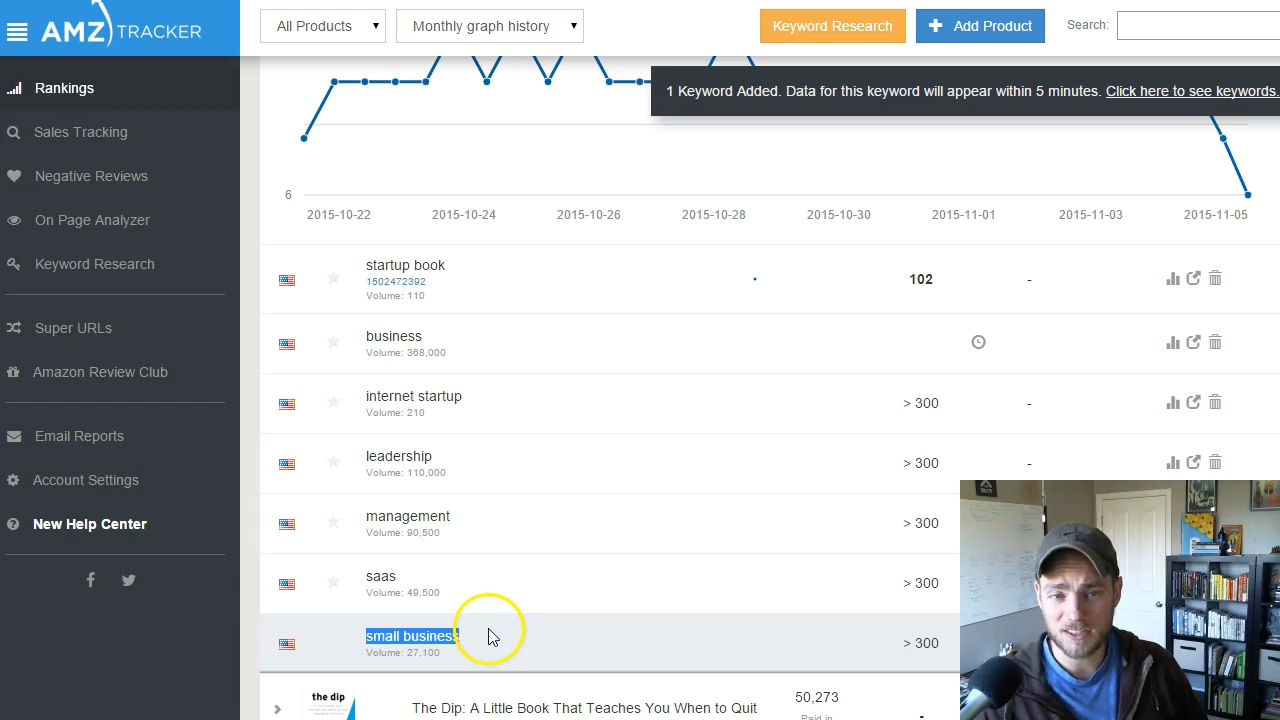 AMZ TRACKER
All Products
Monthly graph history
Keyword Research
Add Product
Search:
Rankings
Sales Tracking
Negative Reviews
On Page Analyzer
Keyword Research
Super URLs
Amazon Review Club
Email Reports
Account Settings
New Help Center
1 Keyword Added. Data for this keyword will appear within 5 minutes. Click here to see keywords.
6
2015-10-22 2015-10-24 2015-10-26 2015-10-28 2015-10-30 2015-11-01 2015-11-03 2015-11-05
startup book
1502472392
Volume: 110
102 -
business
Volume: 368,000
internet startup
Volume: 210
> 300 -
leadership
Volume: 110,000
> 300 -
management
Volume: 90,500
> 300
saas
Volume: 49,500
> 300
small business
Volume: 27,100
> 300
the dip
The Dip: A Little Book That Teaches You When to Quit
50,273
Paid in